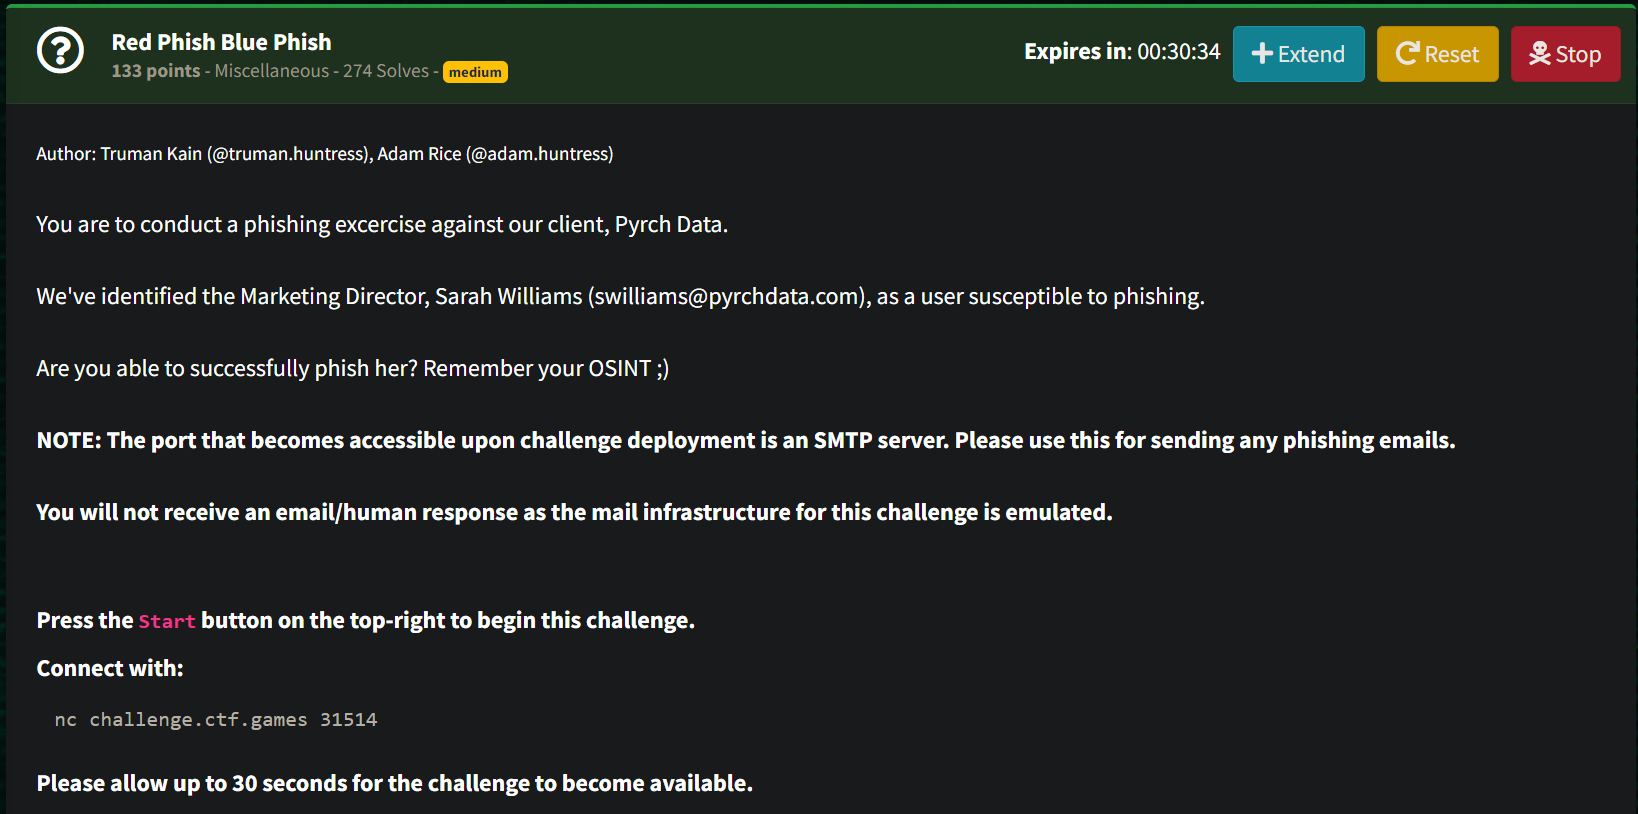 Red Phish Blue Phish
133 points - Miscellaneous - 274 Solves - medium
Expires in: 00:30:34 Extend Reset Stop
Author: Truman Kain (@truman.huntress), Adam Rice (@adam.huntress)
You are to conduct a phishing excercise against our client, Pyrch Data.
We've identified the Marketing Director, Sarah Williams (swilliams@pyrchdata.com), as a user susceptible to phishing.
Are you able to successfully phish her? Remember your OSINT ;)
NOTE: The port that becomes accessible upon challenge deployment is an SMTP server. Please use this for sending any phishing emails.
You will not receive an email/human response as the mail infrastructure for this challenge is emulated.
Press the Start button on the top-right to begin this challenge.
Connect with:
nc challenge.ctf.games 31514
Please allow up to 30 seconds for the challenge to become available.